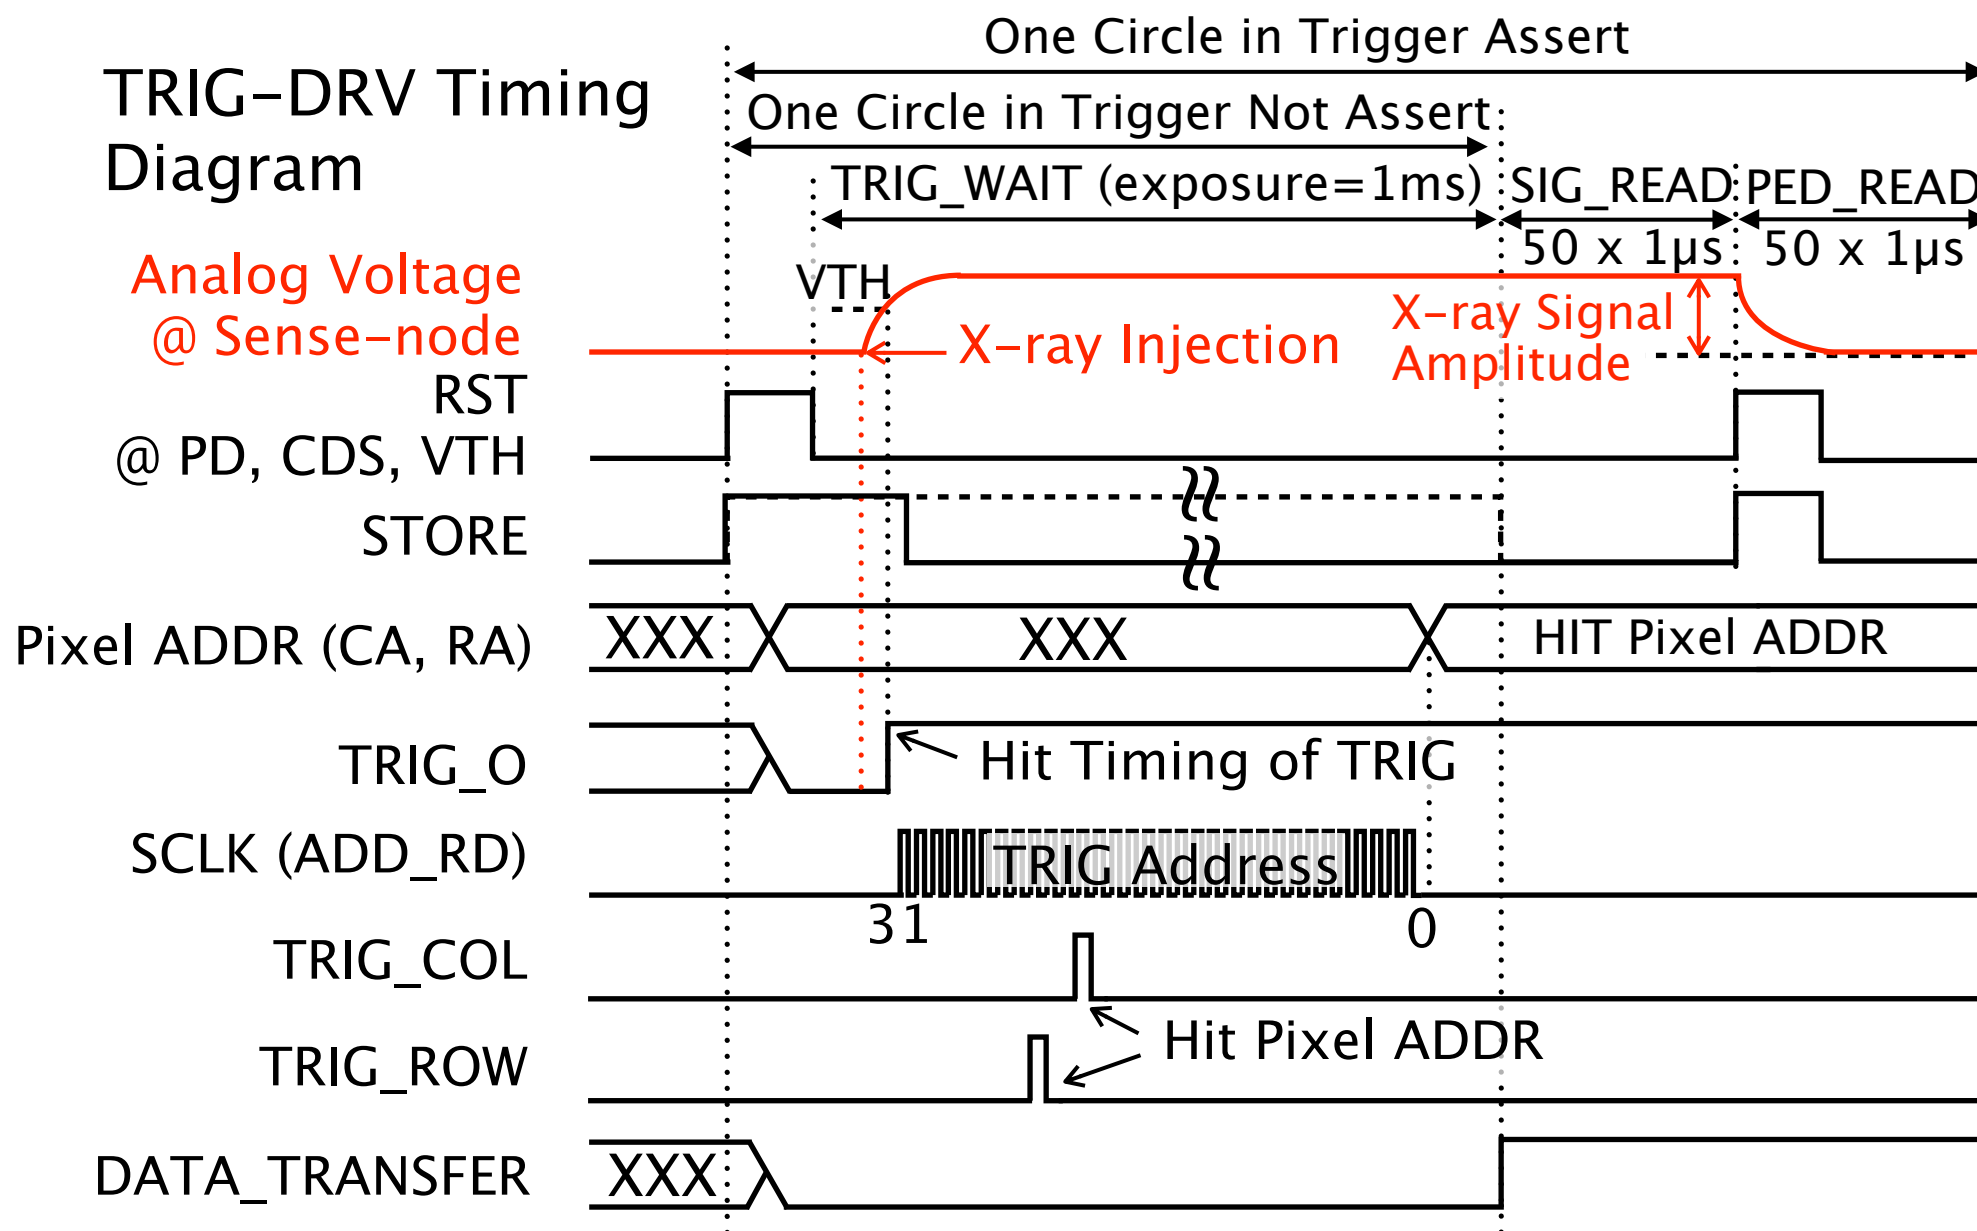 One Circle in Trigger Assert
TRIG-DRV Timing
Diagram
One Circle in Trigger Not Assert
TRIG_WAIT (exposure=1ms)
SIG_READ
PED_READ
50 x 1μs
50 x 1μs
Analog Voltage
@ Sense-node
VTH
X-ray Injection
X-ray Signal
Amplitude
RST
@ PD, CDS, VTH
STORE
Pixel ADDR (CA, RA)
XXX
XXX
HIT Pixel ADDR
TRIG_O
Hit Timing of TRIG
SCLK (ADD_RD)
TRIG Address
31
0
TRIG_COL
Hit Pixel ADDR
TRIG_ROW
DATA_TRANSFER
XXX